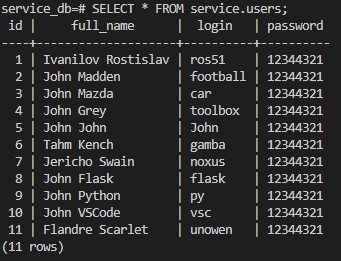 service_db=# SELECT * FROM service.users;
 id |     full_name      |  login   | password
----+--------------------+----------+----------
  1 | Ivanilov Rostislav | ros51    | 12344321
  2 | John Madden        | football | 12344321
  3 | John Mazda         | car      | 12344321
  4 | John Grey          | toolbox  | 12344321
  5 | John John          | John     | 12344321
  6 | Tahm Kench         | gamba    | 12344321
  7 | Jericho Swain      | noxus    | 12344321
  8 | John Flask         | flask    | 12344321
  9 | John Python        | py       | 12344321
 10 | John VSCode        | vsc      | 12344321
 11 | Flandre Scarlet    | unowen   | 12344321
(11 rows)